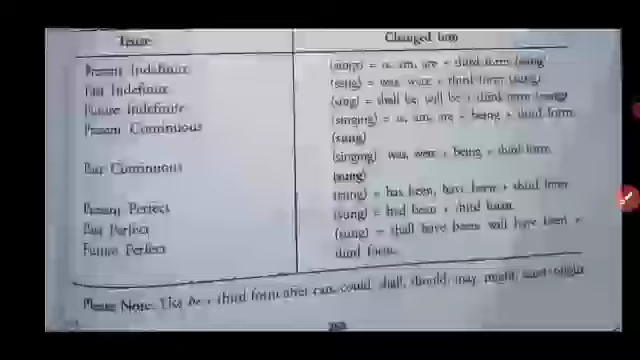 Tense Changed form
Present Indefinite (sings) = is, am, are + third form (sung)
Past Indefinite (sang) = was, were + third form (sung)
Future Indefinite (sing) = shall be, will be + third form (sung)
Present Continuous (singing) = is, am, are + being + third form
(sung)
Past Continuous (singing) was, were + being + third form
(sung)
Present Perfect (sung) = has been, have been + third form
Past Perfect (sung) = had been + third form.
Future Perfect (sung) = shall have been, will have been +
third form.
Please Note: Use be + third form after can, could, shall, should, may, might, must, ought